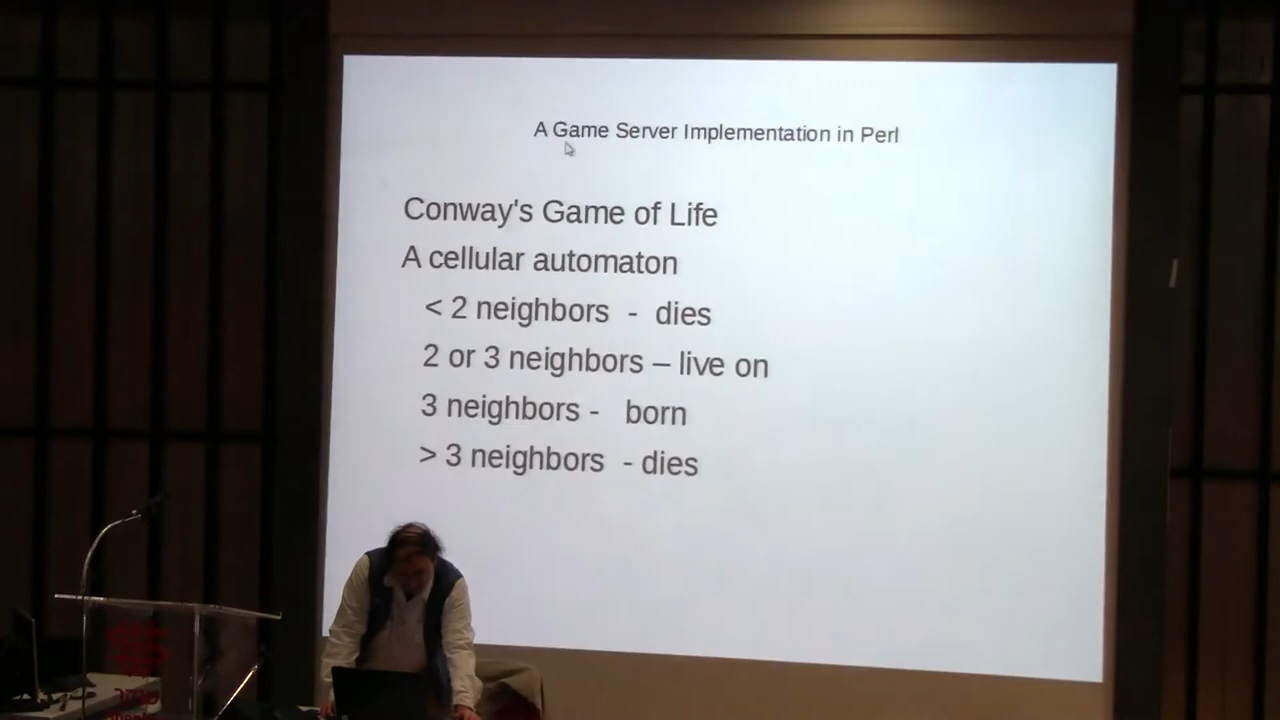 A Game Server Implementation in Perl
Conway's Game of Life
A cellular automaton
< 2 neighbors - dies
2 or 3 neighbors – live on
3 neighbors - born
> 3 neighbors - dies
שנקר